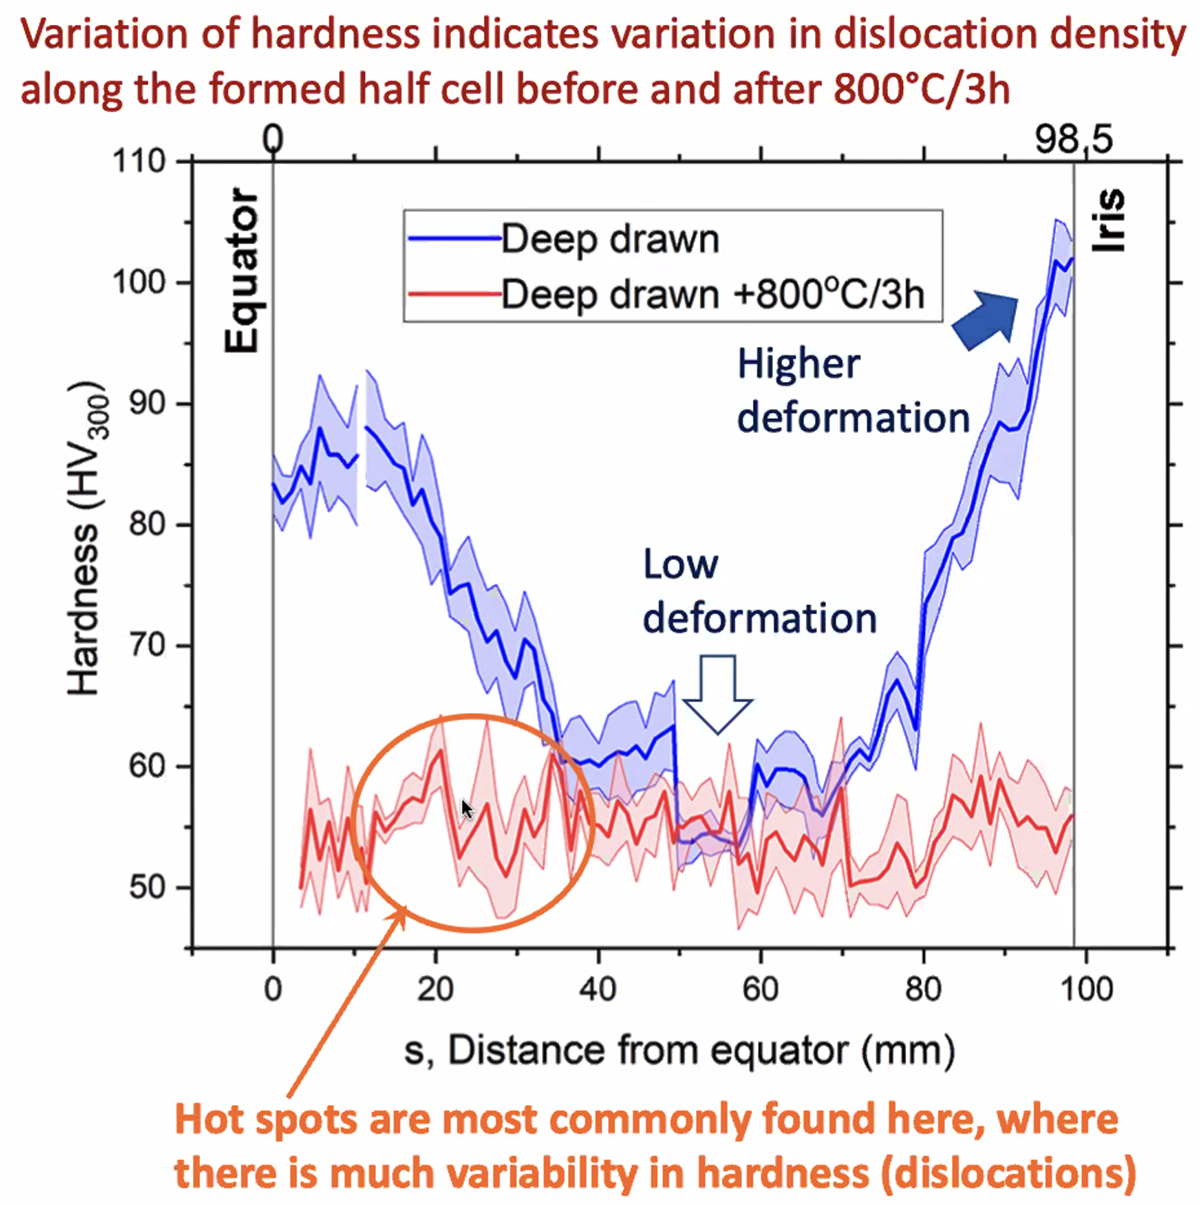 Variation of hardness indicates variation in dislocation density
along the formed half cell before and after 800°C/3h
0
98,5
110
100
90
80
70
60
50
Hardness (HV300)
Equator
Iris
Deep drawn
Deep drawn +800°C/3h
Higher
deformation
Low
deformation
0 20 40 60 80 100
s, Distance from equator (mm)
Hot spots are most commonly found here, where
there is much variability in hardness (dislocations)